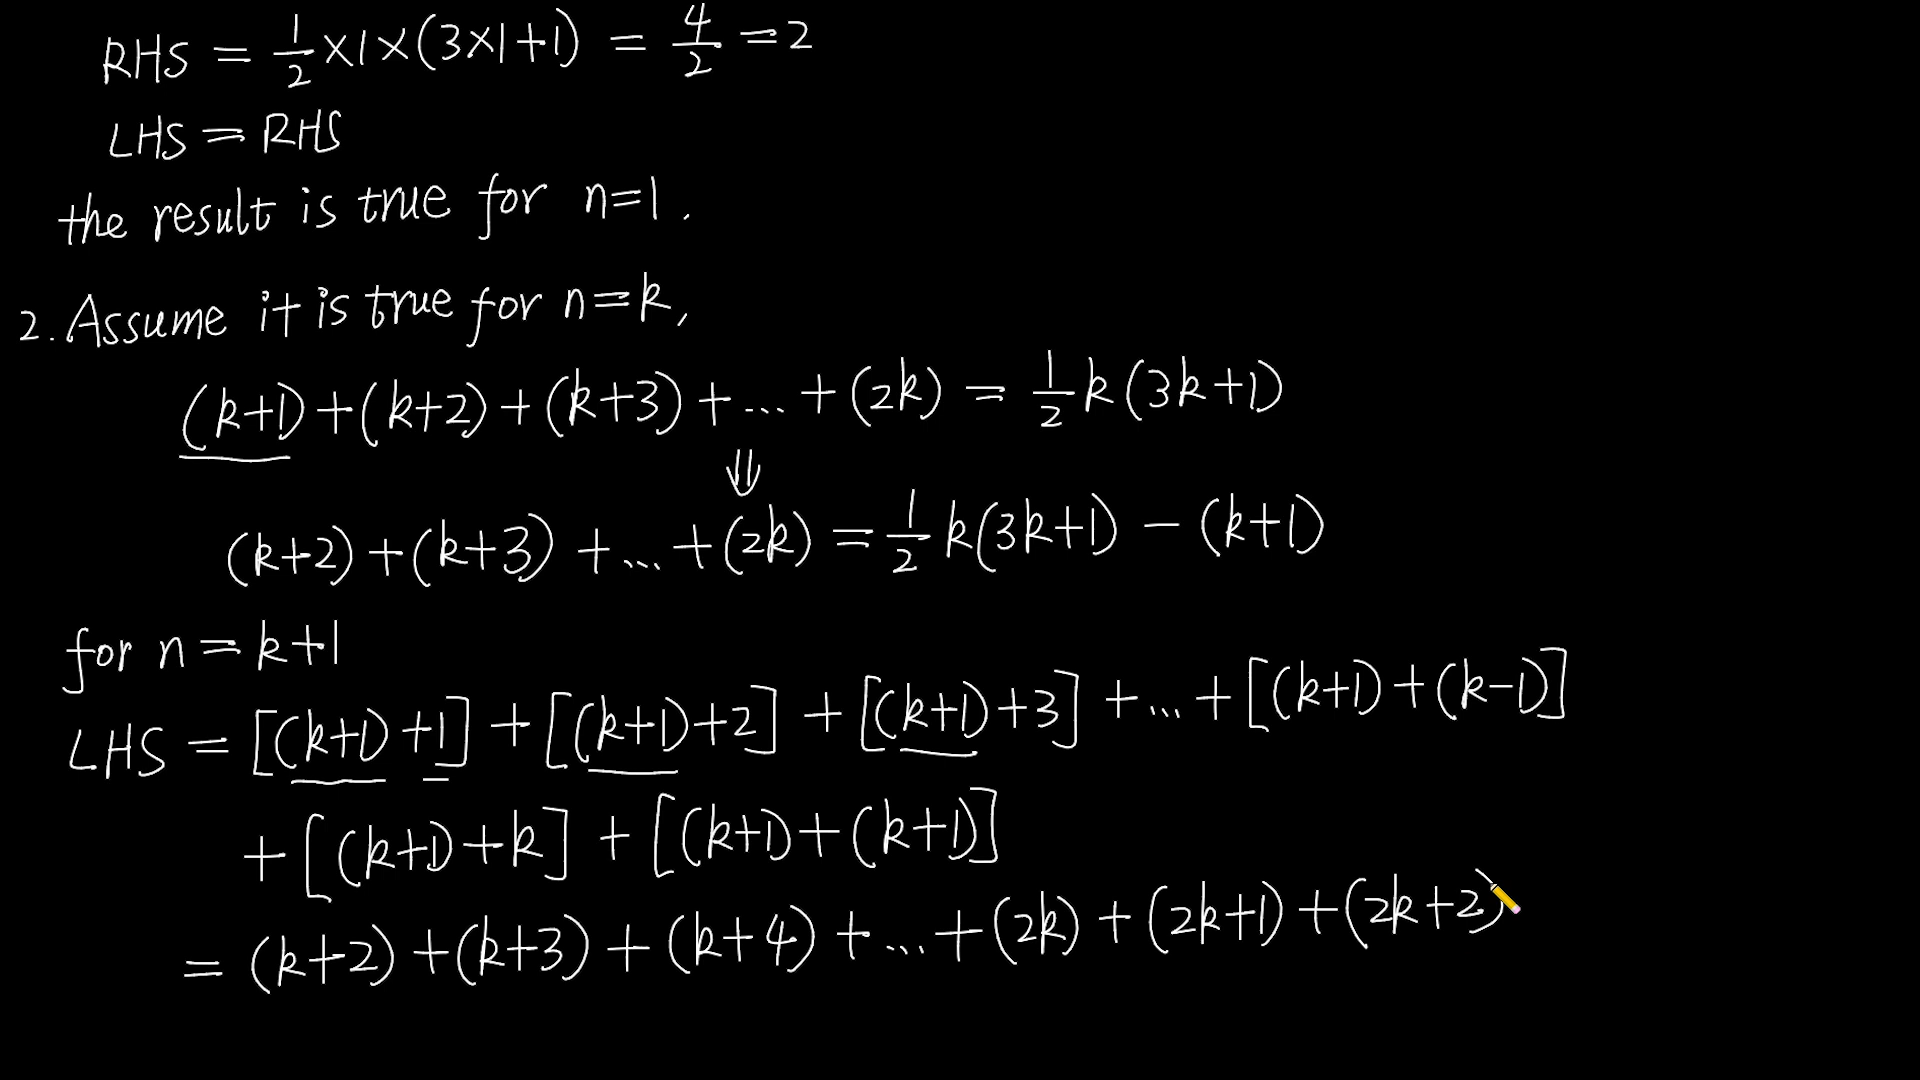 RHS = 1/2 ×1×(3×1+1) = 4/2 =2
LHS = RHS
the result is true for n=1.
2. Assume it is true for n=k,
(k+1)+(k+2)+(k+3)+...+(2k) = 1/2 k(3k+1)
⇓
(k+2)+(k+3)+...+(2k) = 1/2 k(3k+1) - (k+1)
for n = k+1
LHS = [(k+1)+1] + [(k+1)+2] + [(k+1)+3] +...+ [(k+1)+(k-1)]
+ [(k+1)+k] + [(k+1)+(k+1)]
= (k+2)+(k+3)+(k+4)+...+(2k)+(2k+1)+(2k+2)